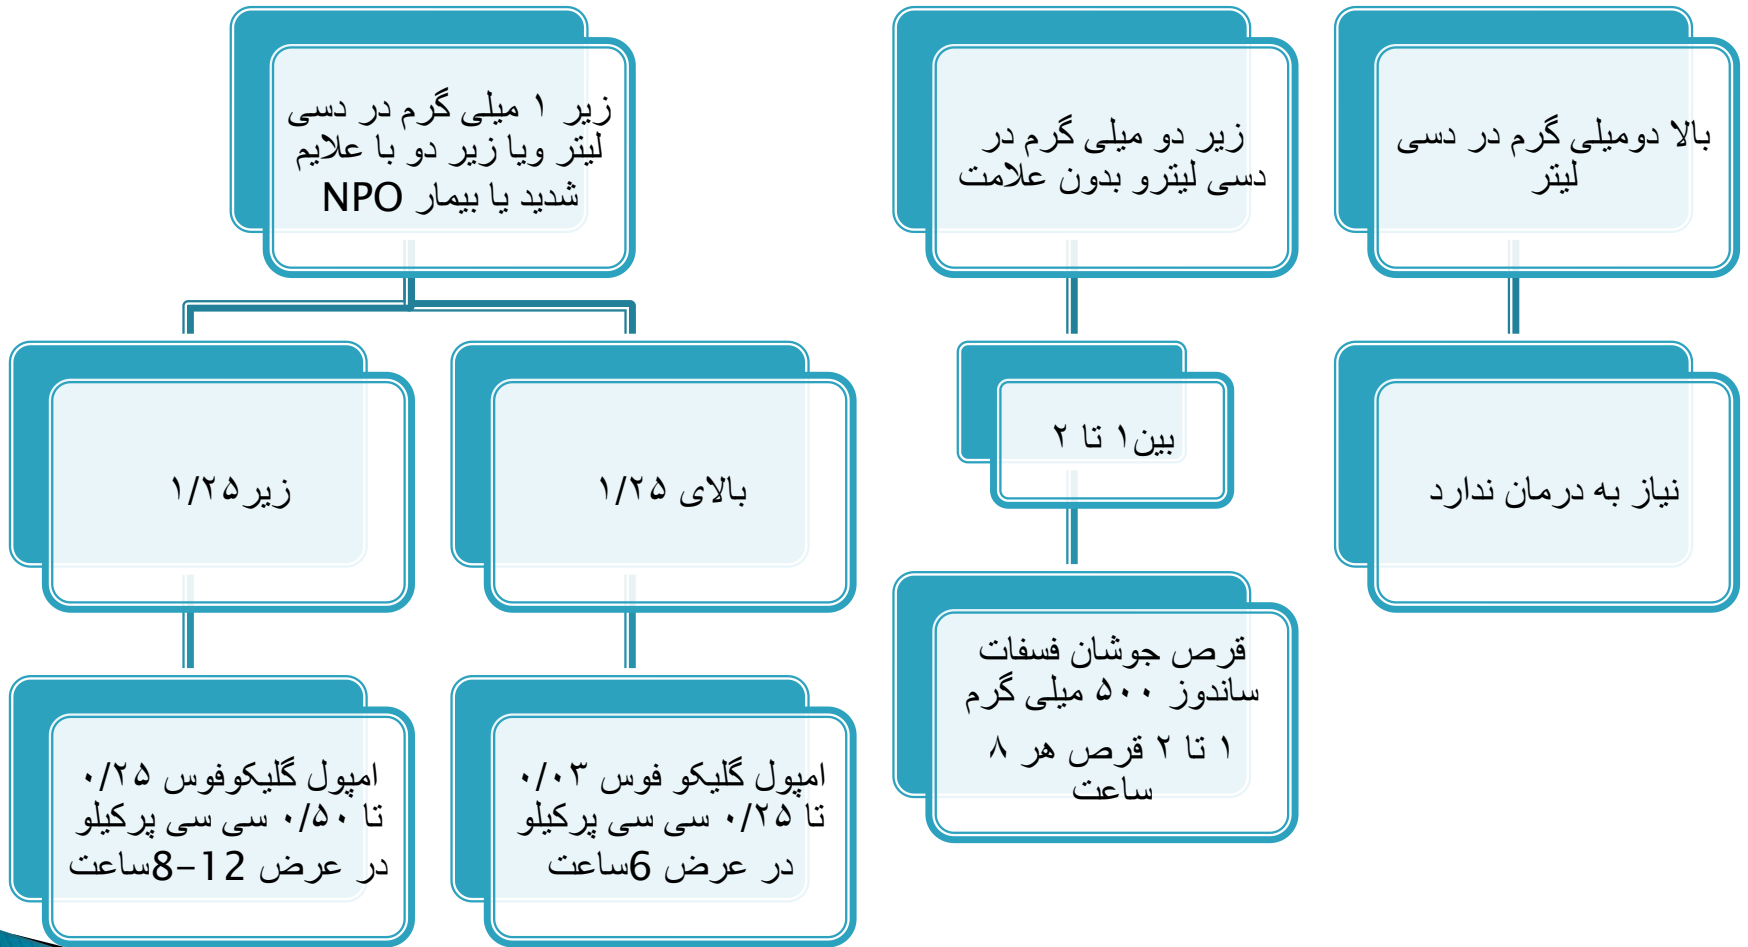 بالا دومیلی گرم در دسی
لیتر
نیاز به درمان ندارد
زیر دو میلی گرم در
دسی لیترو بدون علامت
بین۱ تا ۲
قرص جوشان فسفات
ساندوز ۵۰۰ میلی گرم
۱ تا ۲ قرص هر ۸
ساعت
زیر ۱ میلی گرم در دسی
لیتر ویا زیر دو با علایم
شدید یا بیمار NPO
بالای ۱/۲۵
امپول گلیکو فوس ۰/۰۳
تا ۰/۲۵ سی سی پرکیلو
در عرض 6ساعت
زیر۱/۲۵
امپول گلیکوفوس ۰/۲۵
تا ۰/۵۰ سی سی پرکیلو
در عرض 12-8ساعت